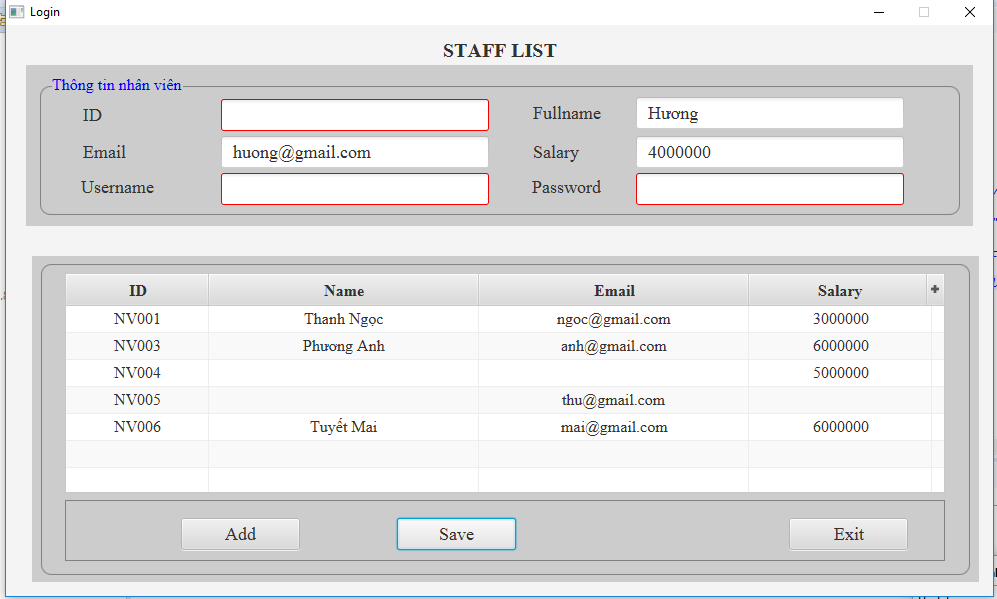 Login
STAFF LIST
Thông tin nhân viên
ID
Fullname Hương
Email huong@gmail.com
Salary 4000000
Username
Password
ID Name Email Salary +
NV001 Thanh Ngọc ngoc@gmail.com 3000000
NV003 Phương Anh anh@gmail.com 6000000
NV004 5000000
NV005 thu@gmail.com
NV006 Tuyết Mai mai@gmail.com 6000000
Add Save Exit